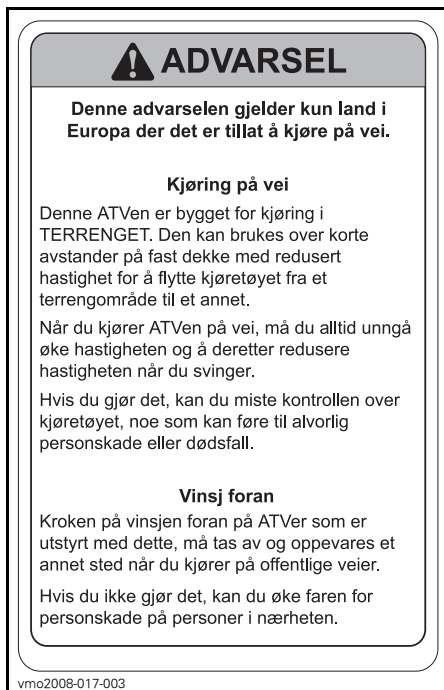 ADVARSEL
Denne advarselen gjelder kun land i
Europa der det er tillat å kjøre på vei.
Kjøring på vei
Denne ATVen er bygget for kjøring i
TERRENGET. Den kan brukes over korte
avstander på fast dekke med redusert
hastighet for å flytte kjøretøyet fra et
terrengområde til et annet.
Når du kjører ATVen på vei, må du alltid unngå
øke hastigheten og å deretter redusere
hastigheten når du svinger.
Hvis du gjør det, kan du miste kontrollen over
kjøretøyet, noe som kan føre til alvorlig
personskade eller dødsfall.
Vinsj foran
Kroken på vinsjen foran på ATVer som er
utstyrt med dette, må tas av og oppevares et
annet sted når du kjører på offentlige veier.
Hvis du ikke gjør det, kan du øke faren for
personskade på personer i nærheten.
vmo2008-017-003